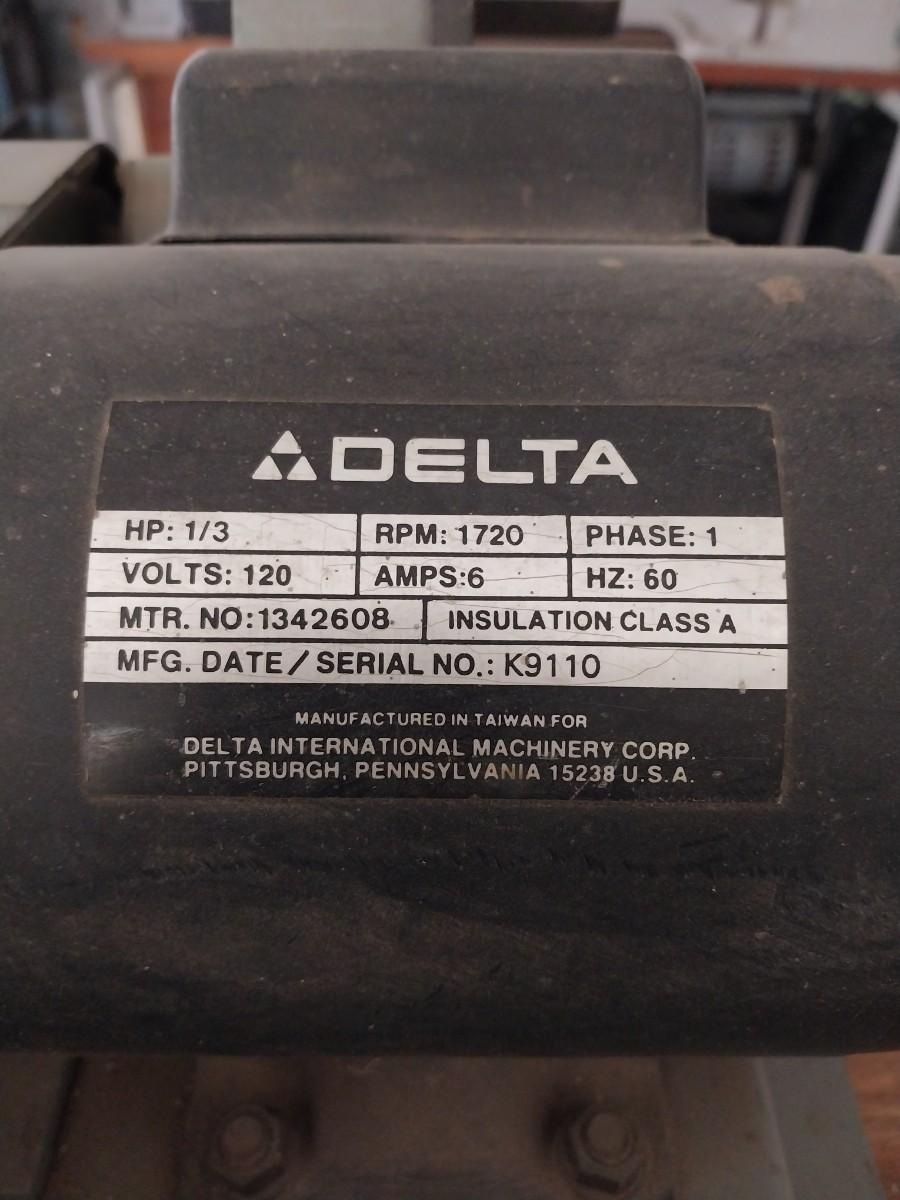 DELTA
HP: 1/3 RPM: 1720 PHASE: 1
VOLTS: 120 AMPS:6 HZ: 60
MTR. NO:1342608 INSULATION CLASS A
MFG. DATE/SERIAL NO.: K9110
MANUFACTURED IN TAIWAN FOR
DELTA INTERNATIONAL MACHINERY CORP.
PITTSBURGH, PENNSYLVANIA 15238 U.S.A.